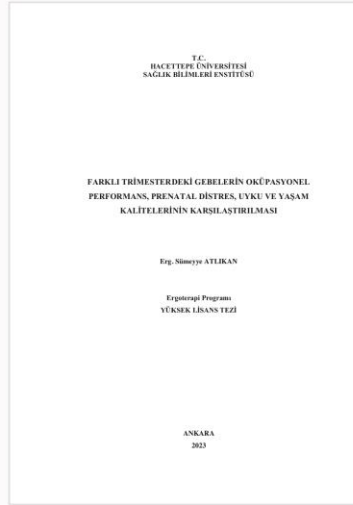 T.C.
HACETTEPE ÜNİVERSİTESİ
SAĞLIK BİLİMLERİ ENSTİTÜSÜ
FARKLI TRİMESTERDEKİ GEBELERİN OKÜPASYONEL
PERFORMANS, PRENATAL DİSTRES, UYKU VE YAŞAM
KALİTELERİNİN KARŞILAŞTIRILMASI
Erg. Sümeyye ATLIKAN
Ergoterapi Programı
YÜKSEK LİSANS TEZİ
ANKARA
2023